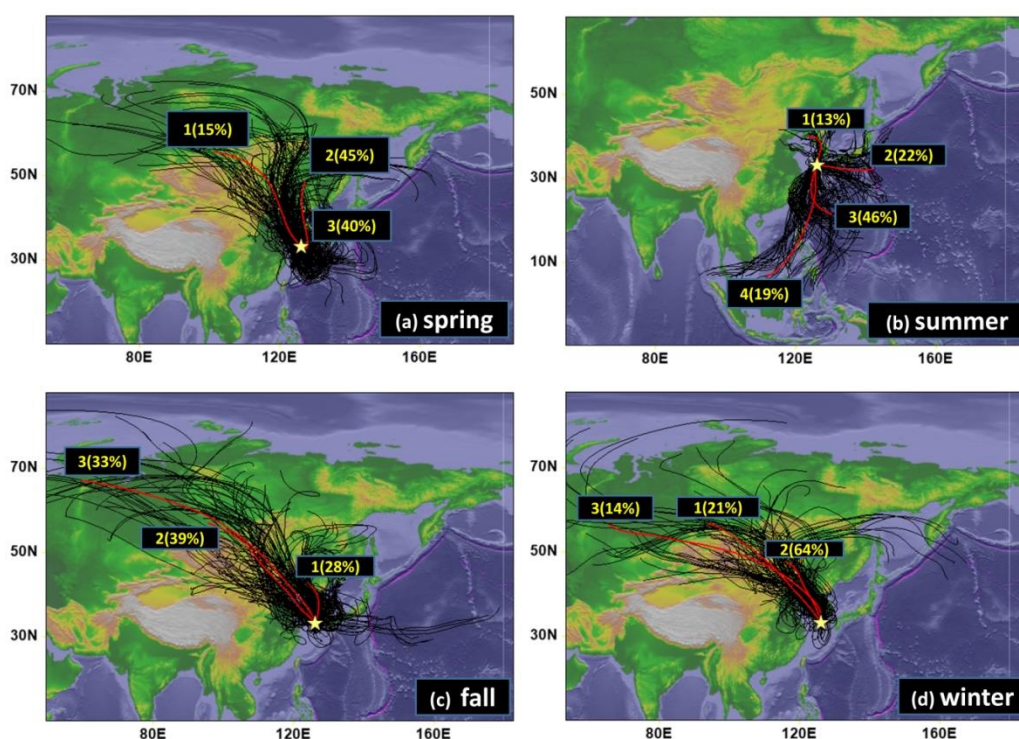 70N
50N
30N
1(15%)
2(45%)
3(40%)
(a) spring
80E
120E
160E
50N
30N
10N
1(13%)
2(22%)
3(46%)
4(19%)
(b) summer
80E
120E
160E
70N
50N
30N
3(33%)
2(39%)
1(28%)
(c) fall
80E
120E
160E
70N
50N
30N
3(14%)
1(21%)
2(64%)
(d) winter
80E
120E
160E